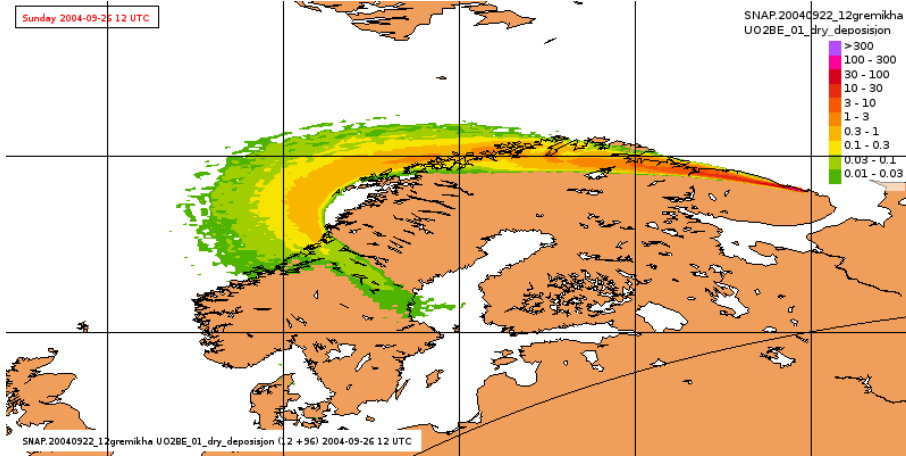 Sunday 2004-09-26 12 UTC
SNAP.20040922_12gremikha
UO2BE_01_dry_deposisjon
>300
100 - 300
30 - 100
10 - 30
3 - 10
1 - 3
0.3 - 1
0.1 - 0.3
0.03 - 0.1
0.01 - 0.03
SNAP.20040922_12gremikha UO2BE_01_dry_deposisjon (12 +96) 2004-09-26 12 UTC